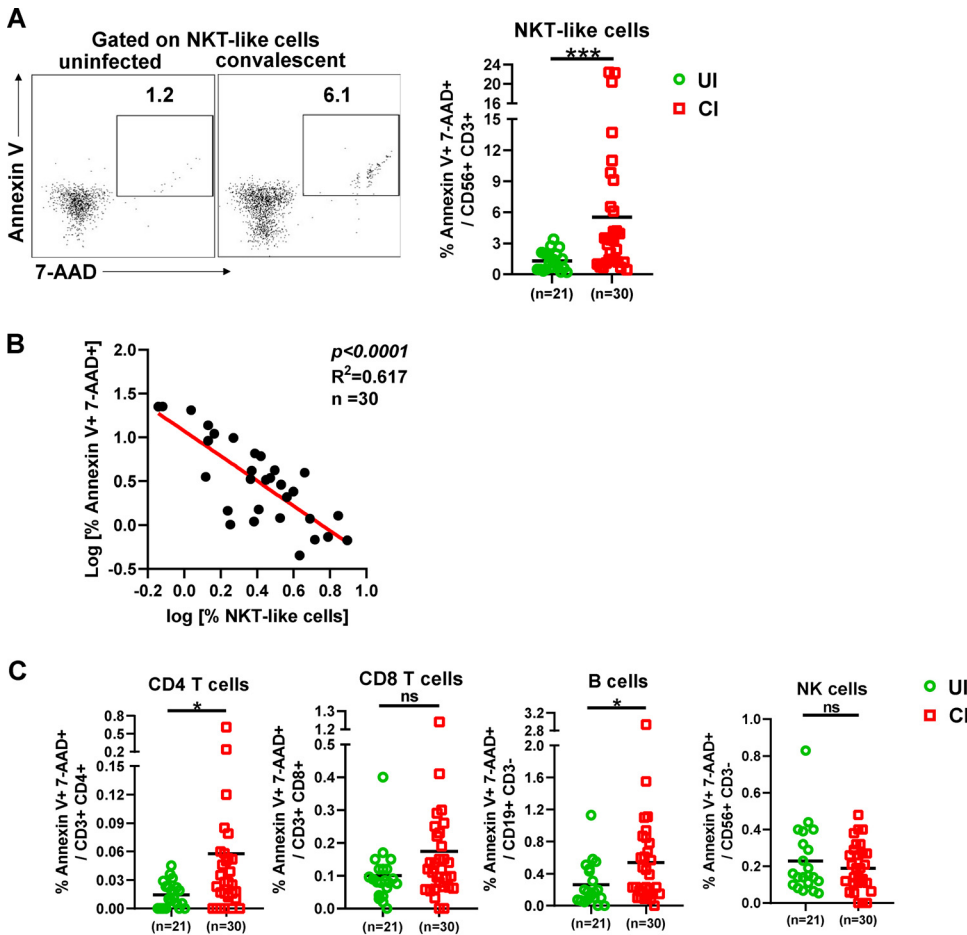 A
Gated on NKT-like cells
uninfected convalescent
1.2 6.1
Annexin V
7-AAD
NKT-like cells
***
% Annexin V+ 7-AAD+
/ CD56+ CD3+
24
20
16
12
9
6
3
0
(n=21) (n=30)
UI
CI
B
Log [% Annexin V+ 7-AAD+]
2.0
1.5
1.0
0.5
0.0
-0.5
p<0.0001
R²=0.617
n =30
-0.2 0.0 0.2 0.4 0.6 0.8 1.0
log [% NKT-like cells]
C
CD4 T cells
*
% Annexin V+ 7-AAD+
/ CD3+ CD4+
0.8
0.5
0.2
0.15
0.12
0.09
0.06
0.03
0.00
(n=21) (n=30)
CD8 T cells
ns
% Annexin V+ 7-AAD+
/ CD3+ CD8+
1.3
1.2
1.1
0.4
0.3
0.2
0.1
0.0
(n=21) (n=30)
B cells
*
% Annexin V+ 7-AAD+
/ CD19+ CD3-
3.2
2.8
2.4
2.0
1.6
1.2
0.8
0.4
0.0
(n=21) (n=30)
NK cells
ns
% Annexin V+ 7-AAD+
/ CD56+ CD3-
1.0
0.8
0.6
0.4
0.2
0.0
(n=21) (n=30)
UI
CI